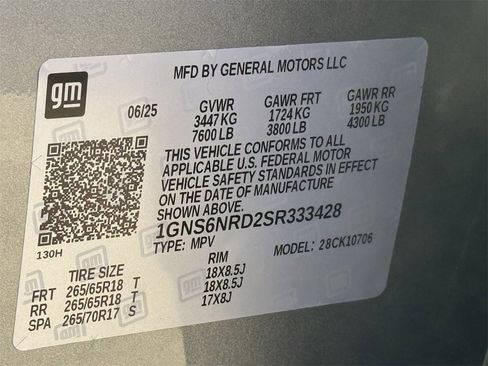 gm
MFD BY GENERAL MOTORS LLC
06/25
GVWR GAWR FRT GAWR RR
3447 KG 1724 KG 1950 KG
7600 LB 3800 LB 4300 LB
THIS VEHICLE CONFORMS TO ALL
APPLICABLE U.S. FEDERAL MOTOR
VEHICLE SAFETY STANDARDS IN EFFECT
ON THE DATE OF MANUFACTURE
SHOWN ABOVE.
1GNS6NRD2SR333428
130H
TYPE: MPV MODEL: 28CK10706
TIRE SIZE RIM
FRT 265/65R18 T 18X8.5J
RR 265/65R18 T 18X8.5J
SPA 265/70R17 S 17X8J